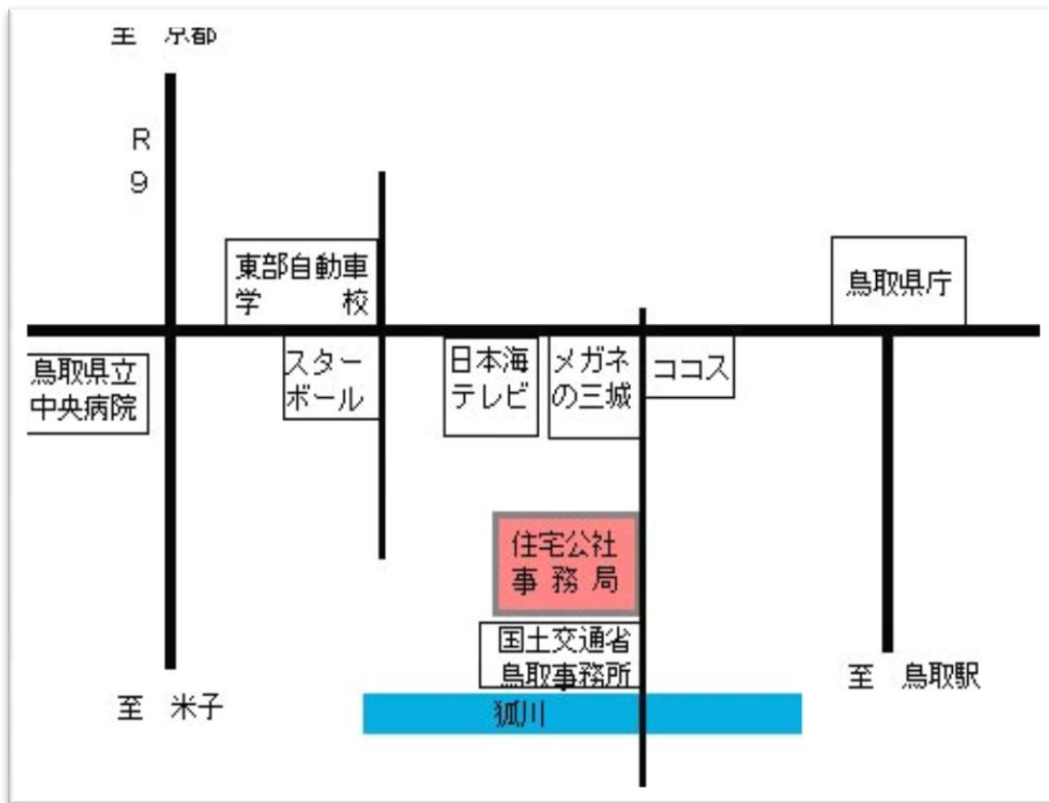 至 京都
R
9
東部自動車
学 校
鳥取県庁
鳥取県立
中央病院
スター
ボール
日本海
テレビ
メガネ
の三城
ココス
住宅公社
事務局
国土交通省
鳥取事務所
至 鳥取駅
至 米子
狐川